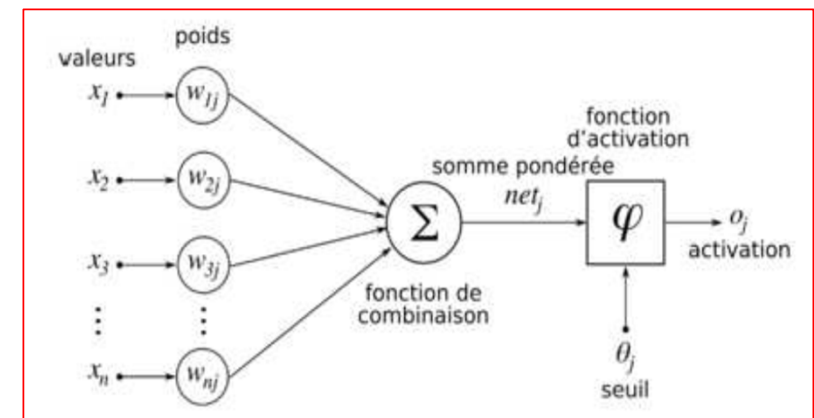 poids
valeurs
x₁ w₁ⱼ
fonction
d'activation
x₂ w₂ⱼ
somme pondérée
netⱼ
Σ φ oⱼ
activation
x₃ w₃ⱼ
fonction de
combinaison
⋮ ⋮
θⱼ
xₙ wₙⱼ
seuil